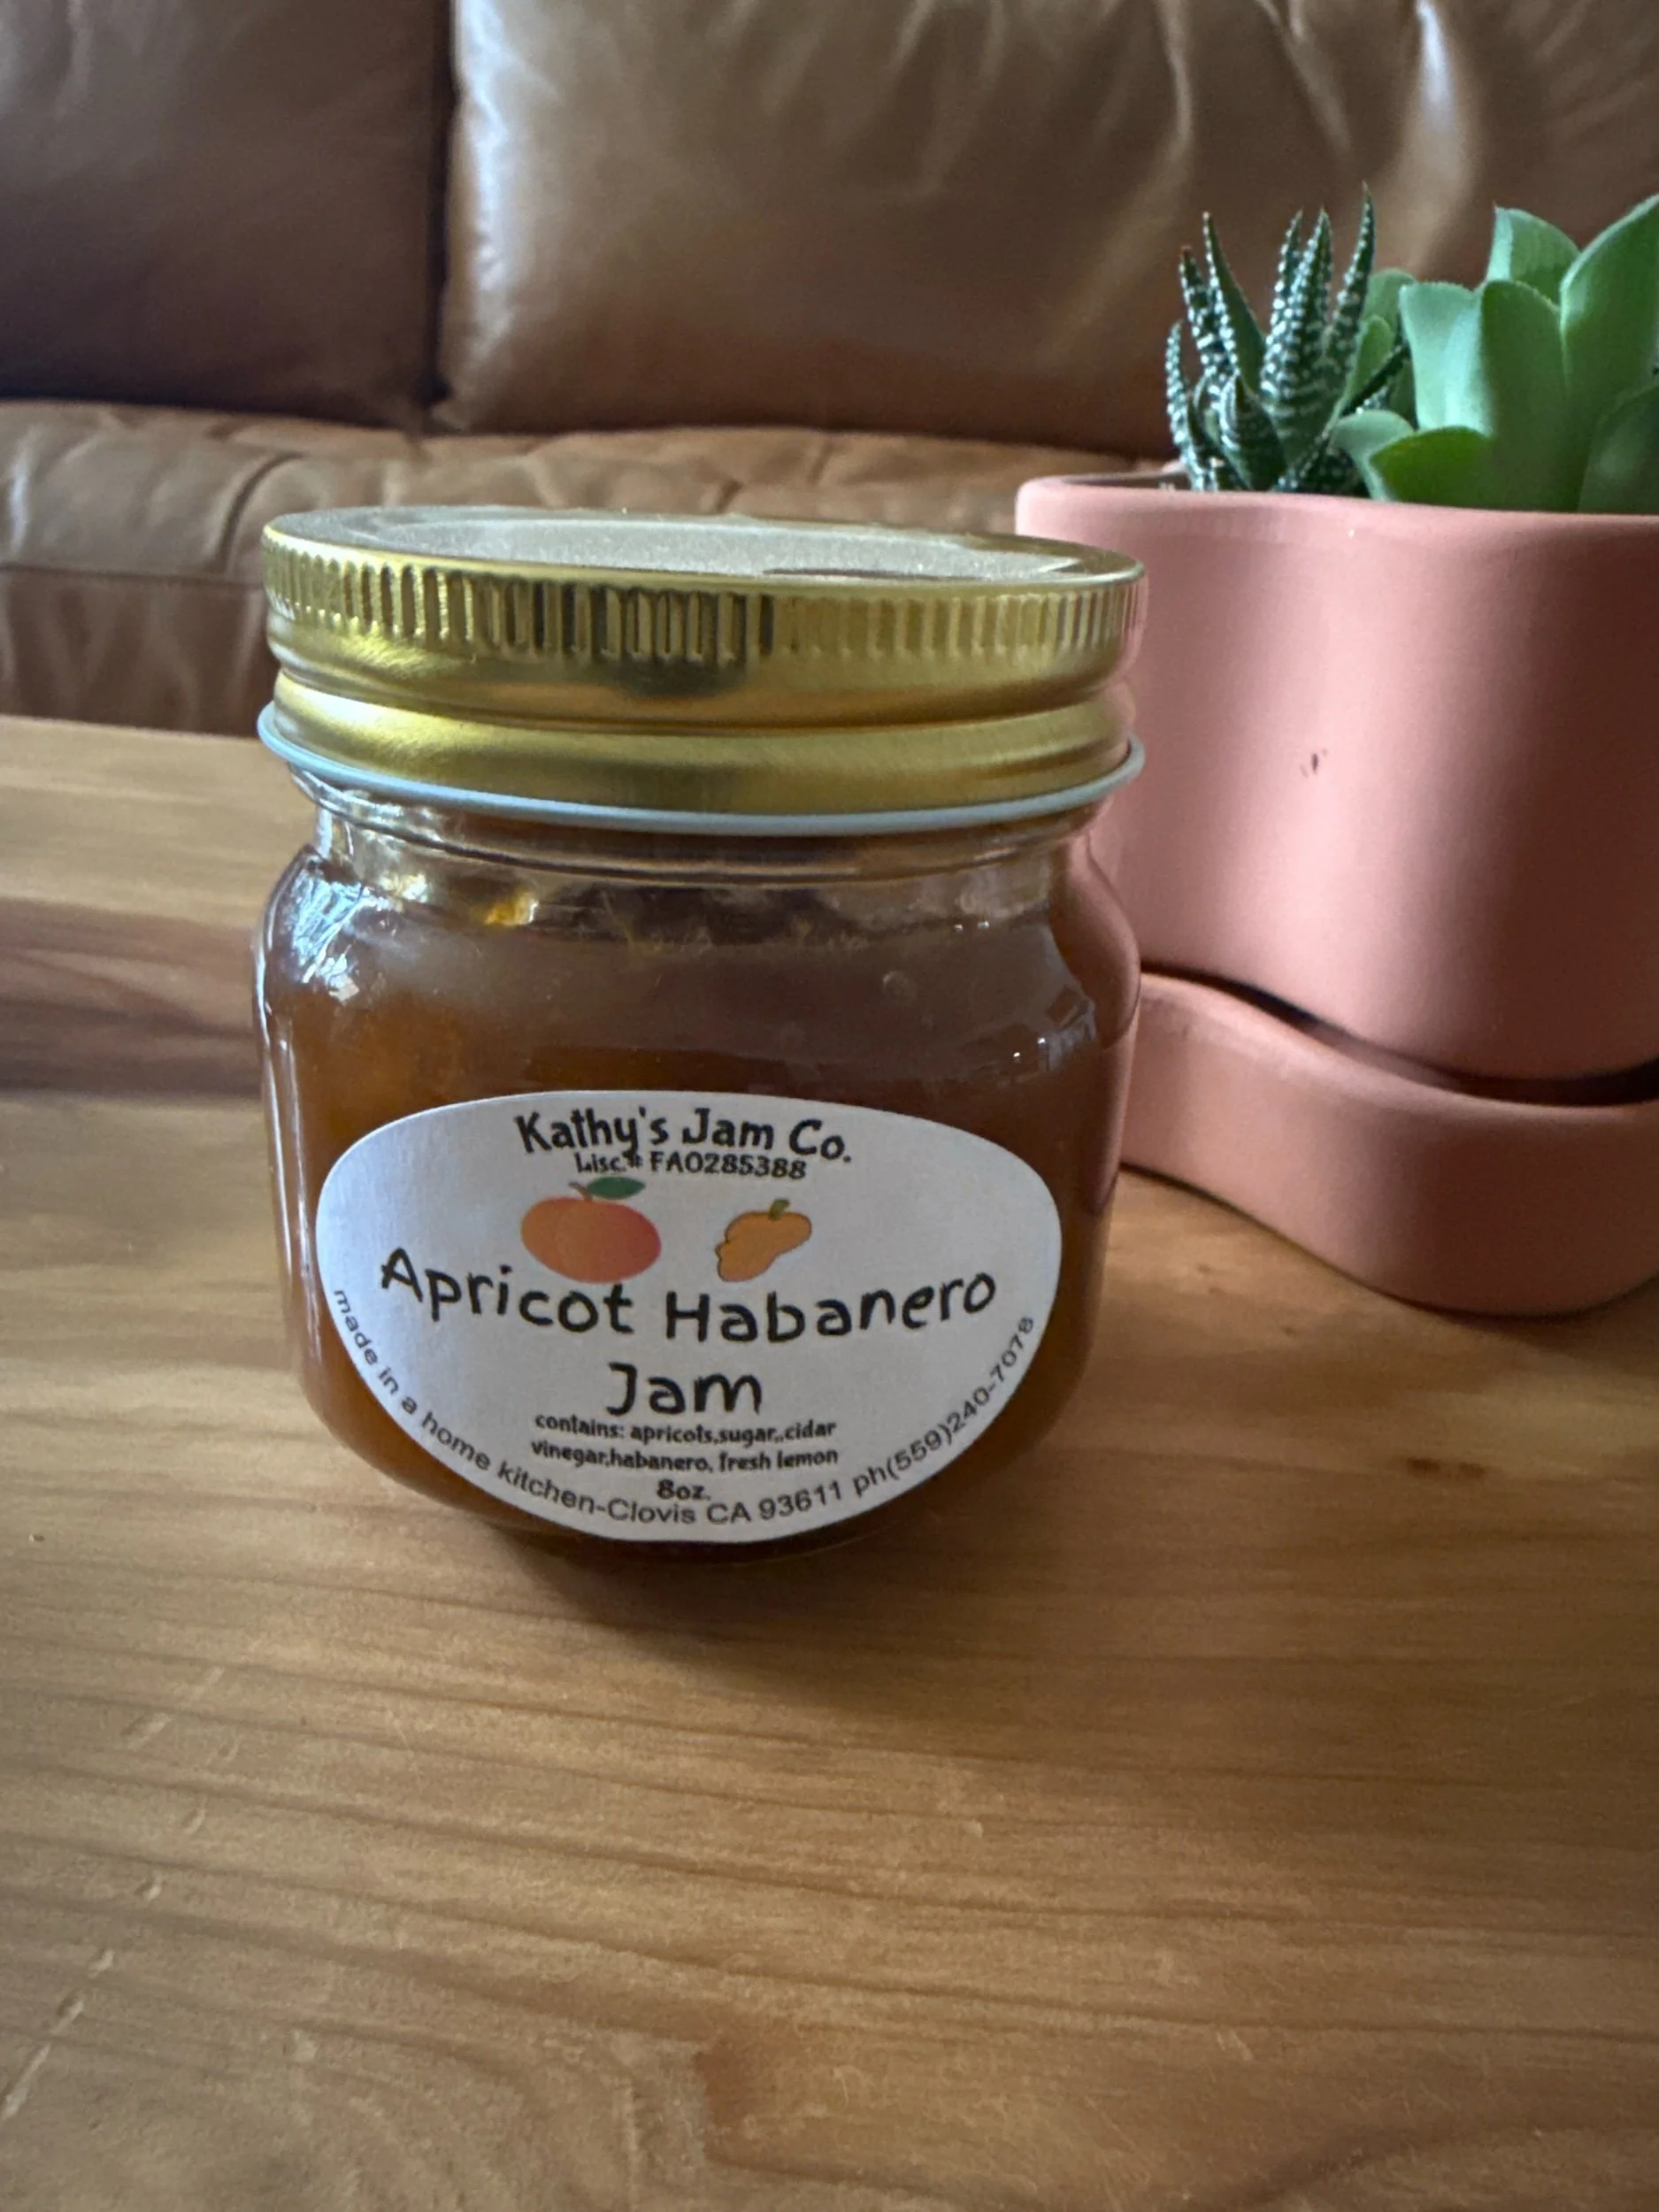 Kathy's Jam Co.
Lisc.# FA0285388
Apricot Habanero
Jam
contains: apricots,sugar,,cidar
vinegar,habanero, fresh lemon
8oz.
made in a home kitchen-Clovis CA 93611 ph(559)240-7078